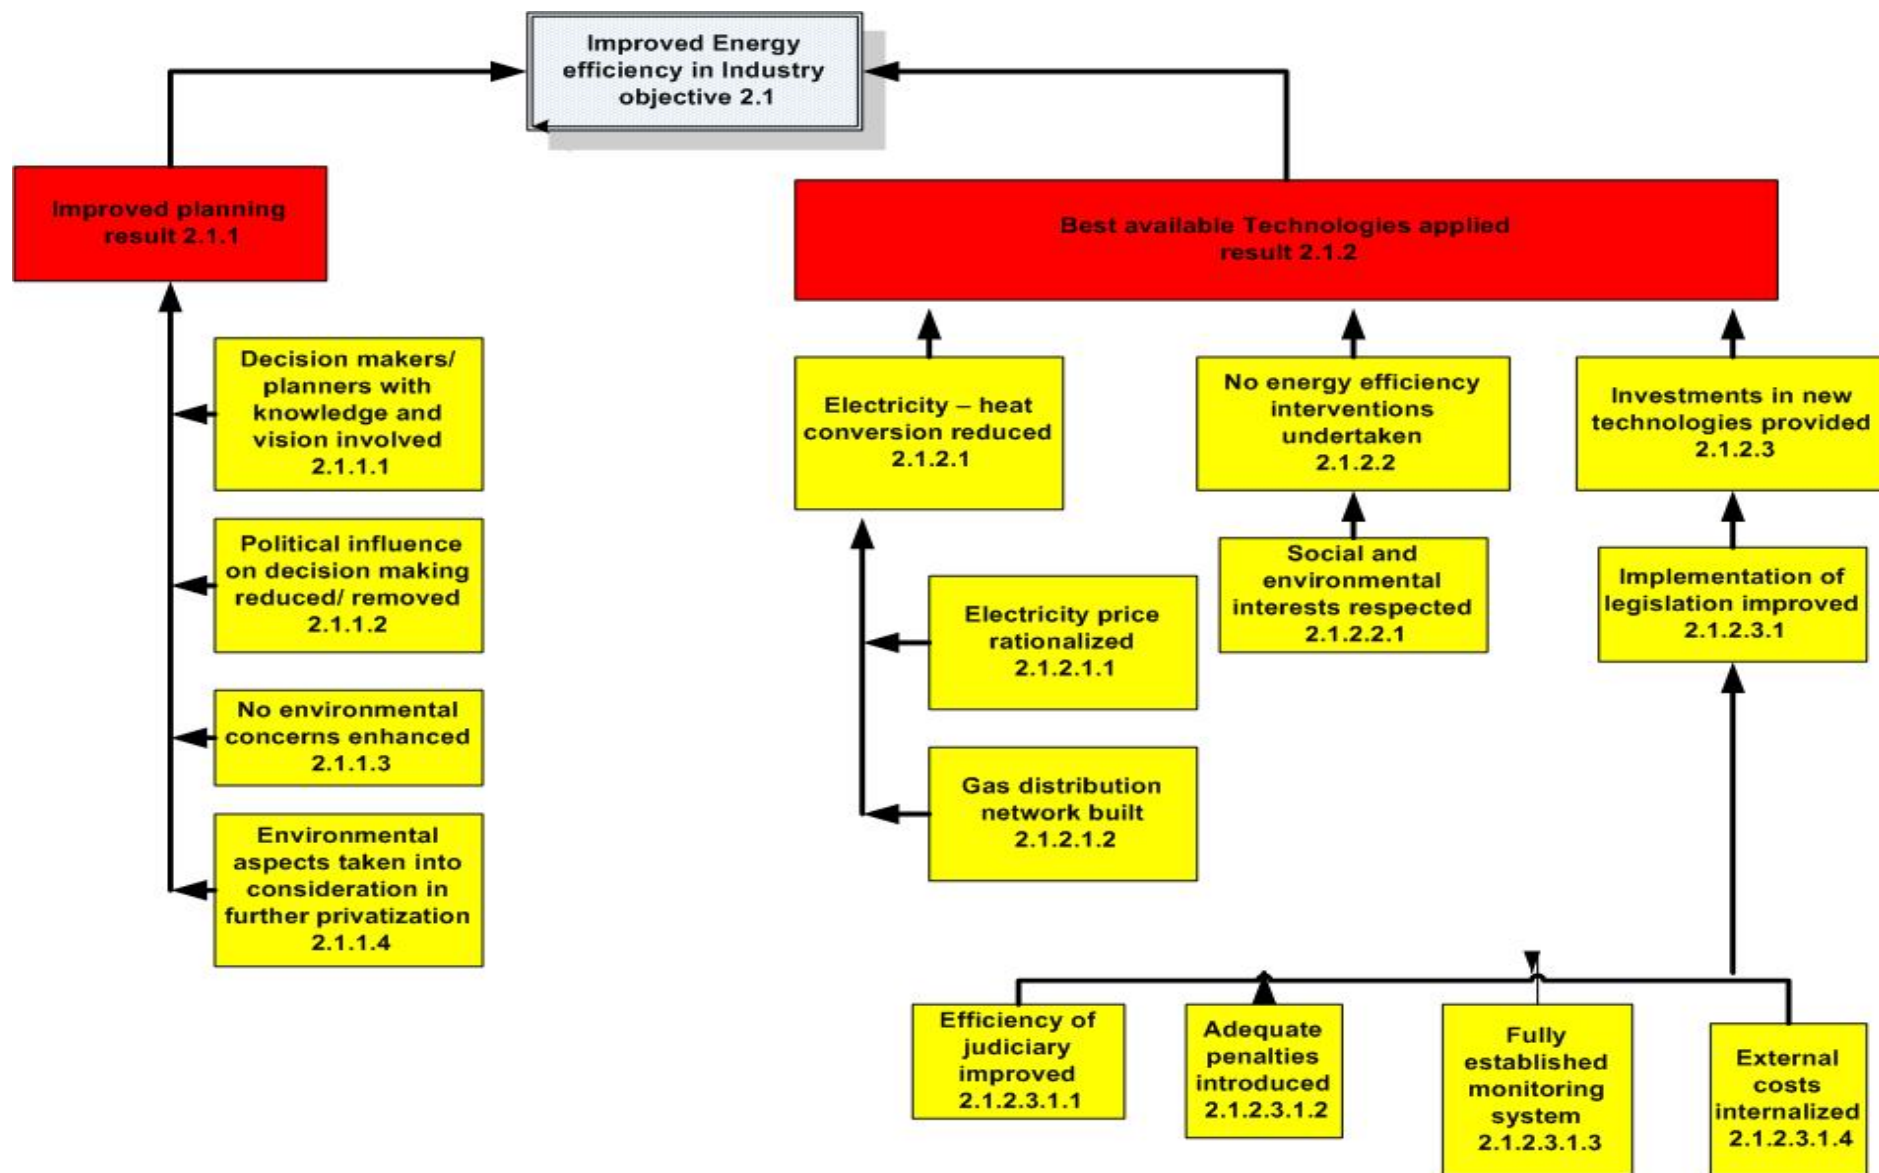 Improved Energy
efficiency in Industry
objective 2.1
Improved planning
result 2.1.1
Best available Technologies applied
result 2.1.2
Decision makers/
planners with
knowledge and
vision involved
2.1.1.1
Political influence
on decision making
reduced/ removed
2.1.1.2
No environmental
concerns enhanced
2.1.1.3
Environmental
aspects taken into
consideration in
further privatization
2.1.1.4
Electricity – heat
conversion reduced
2.1.2.1
No energy efficiency
interventions
undertaken
2.1.2.2
Investments in new
technologies provided
2.1.2.3
Electricity price
rationalized
2.1.2.1.1
Gas distribution
network built
2.1.2.1.2
Social and
environmental
interests respected
2.1.2.2.1
Implementation of
legislation improved
2.1.2.3.1
Efficiency of
judiciary
improved
2.1.2.3.1.1
Adequate
penalties
introduced
2.1.2.3.1.2
Fully
established
monitoring
system
2.1.2.3.1.3
External
costs
internalized
2.1.2.3.1.4